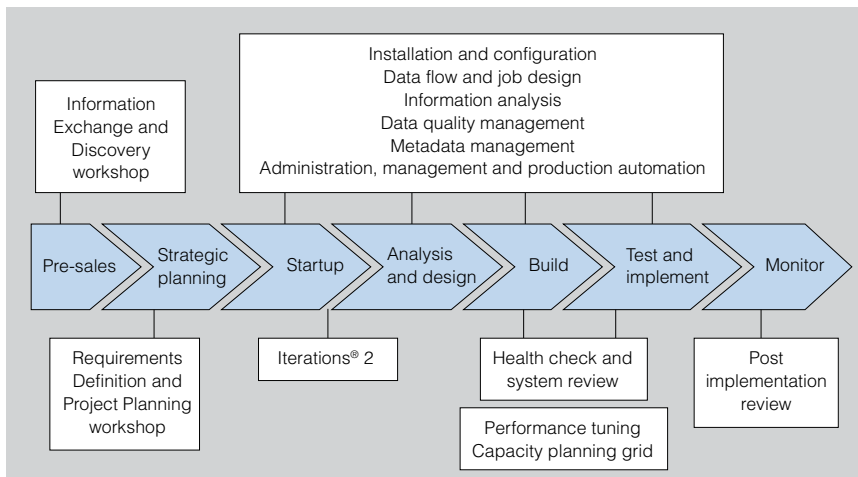 Installation and configuration
Data flow and job design
Information analysis
Data quality management
Metadata management
Administration, management and production automation
Information
Exchange and
Discovery
workshop
Pre-sales
Strategic
planning
Startup
Analysis
and design
Build
Test and
implement
Monitor
Requirements
Definition and
Project Planning
workshop
Iterations® 2
Health check and
system review
Performance tuning
Capacity planning grid
Post
implementation
review